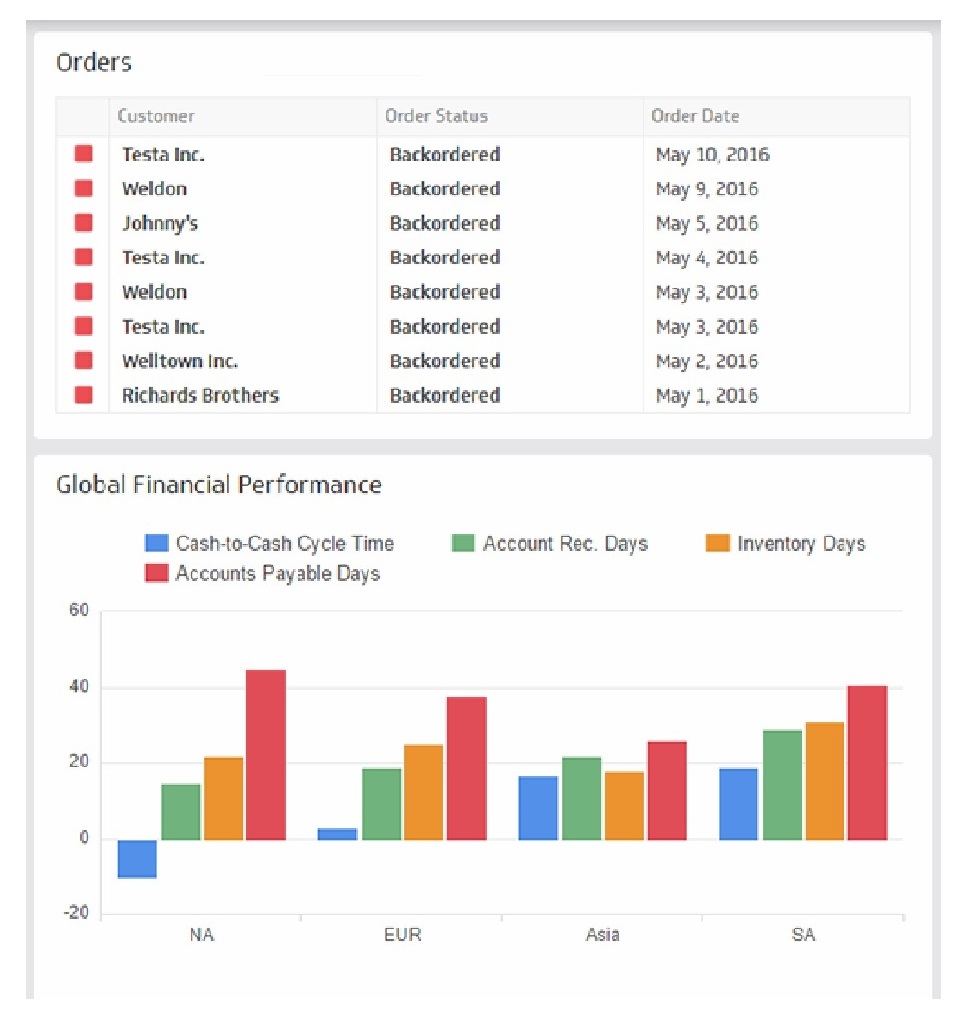 Orders
Customer Order Status Order Date
Testa Inc. Backordered May 10, 2016
Weldon Backordered May 9, 2016
Johnny's Backordered May 5, 2016
Testa Inc. Backordered May 4, 2016
Weldon Backordered May 3, 2016
Testa Inc. Backordered May 3, 2016
Welltown Inc. Backordered May 2, 2016
Richards Brothers Backordered May 1, 2016
Global Financial Performance
Cash-to-Cash Cycle Time Account Rec. Days Inventory Days
Accounts Payable Days
60
40
20
0
-20
NA EUR Asia SA